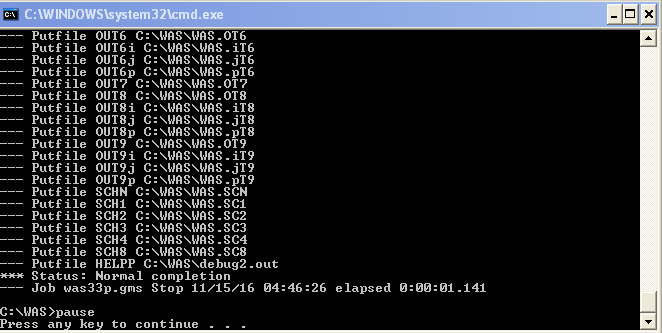 C:\WINDOWS\system32\cmd.exe
--- Putfile OUT6 C:\WAS\WAS.OT6
--- Putfile OUT6i C:\WAS\WAS.iT6
--- Putfile OUT6j C:\WAS\WAS.jT6
--- Putfile OUT6p C:\WAS\WAS.pT6
--- Putfile OUT7 C:\WAS\WAS.OT7
--- Putfile OUT8 C:\WAS\WAS.OT8
--- Putfile OUT8i C:\WAS\WAS.iT8
--- Putfile OUT8j C:\WAS\WAS.jT8
--- Putfile OUT8p C:\WAS\WAS.pT8
--- Putfile OUT9 C:\WAS\WAS.OT9
--- Putfile OUT9i C:\WAS\WAS.iT9
--- Putfile OUT9j C:\WAS\WAS.jT9
--- Putfile OUT9p C:\WAS\WAS.pT9
--- Putfile SCHN C:\WAS\WAS.SCN
--- Putfile SCH1 C:\WAS\WAS.SC1
--- Putfile SCH2 C:\WAS\WAS.SC2
--- Putfile SCH3 C:\WAS\WAS.SC3
--- Putfile SCH4 C:\WAS\WAS.SC4
--- Putfile SCH8 C:\WAS\WAS.SC8
--- Putfile HELPP C:\WAS\debug2.out
*** Status: Normal completion
--- Job was33p.gms Stop 11/15/16 04:46:26 elapsed 0:00:01.141
C:\WAS>pause
Press any key to continue . . .